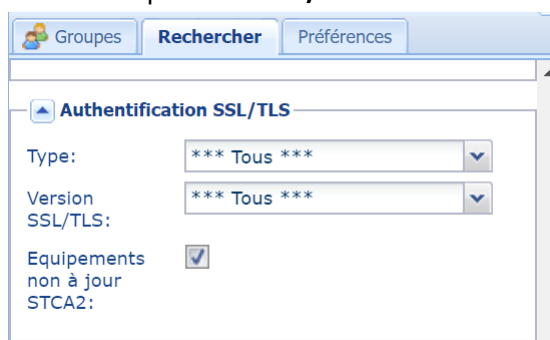 Groupes Rechercher Préférences
Authentification SSL/TLS
Type: *** Tous ***
Version *** Tous ***
SSL/TLS:
Equipements
non à jour
STCA2: